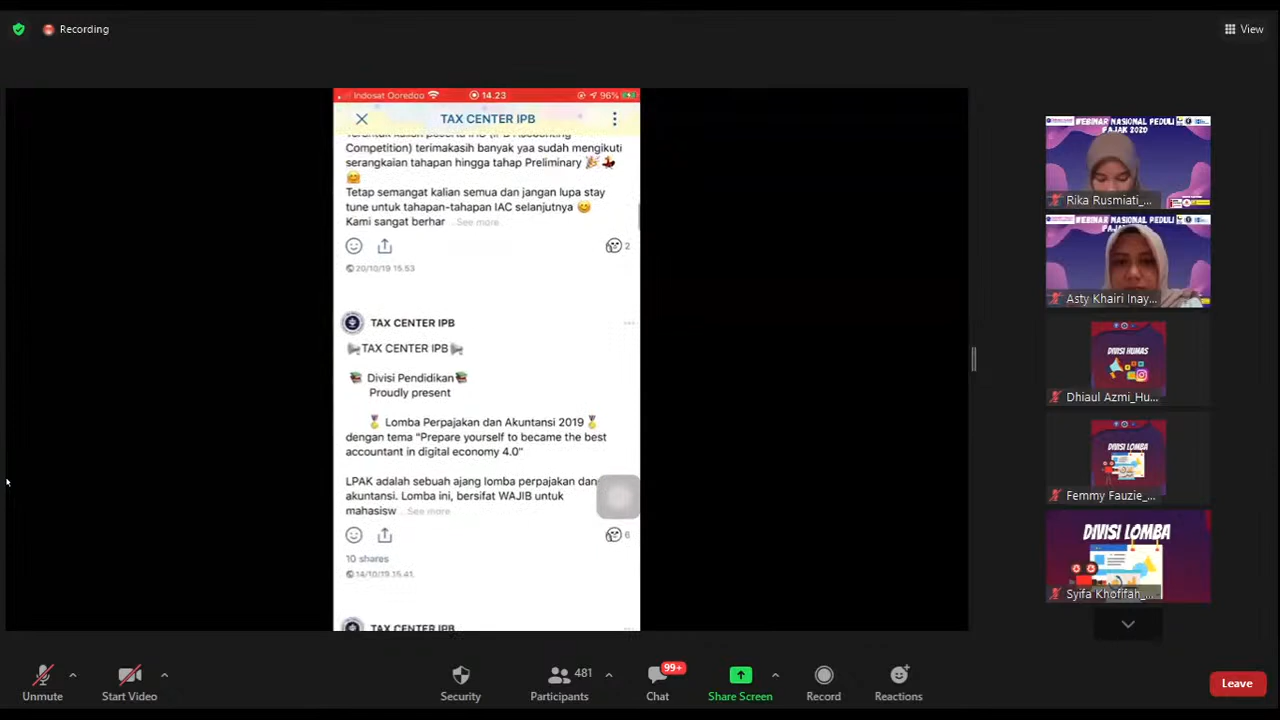 Recording
View
Indosat Ooredoo
14.23
96%
TAX CENTER IPB
Competition) terimakasih banyak yaa sudah mengikuti
serangkaian tahapan hingga tahap Preliminary 🎉💃
🤗
Tetap semangat kalian semua dan jangan lupa stay
tune untuk tahapan-tahapan IAC selanjutnya 😊
Kami sangat berhar ... See more
2
20/10/19 15.53
TAX CENTER IPB
TAX CENTER IPB
Divisi Pendidikan
Proudly present
🏅 Lomba Perpajakan dan Akuntansi 2019 🏅
dengan tema "Prepare yourself to became the best
accountant in digital economy 4.0"
LPAK adalah sebuah ajang lomba perpajakan dan
akuntansi. Lomba ini, bersifat WAJIB untuk
mahasisw ... See more
6
10 shares
14/10/19 15.41
TAX CENTER IPB
WEBINAR NASIONAL PEDULI
PAJAK 2020
Rika Rusmiati_...
WEBINAR NASIONAL PEDULI
Asty Khairi Inay...
DIVISI HUMAS
Dhiaul Azmi_Hu...
DIVISI LOMBA
Femmy Fauzie_...
DIVISI LOMBA
Syifa Khofifah_...
Unmute
Start Video
Security
Participants
481
Chat
99+
Share Screen
Record
Reactions
Leave